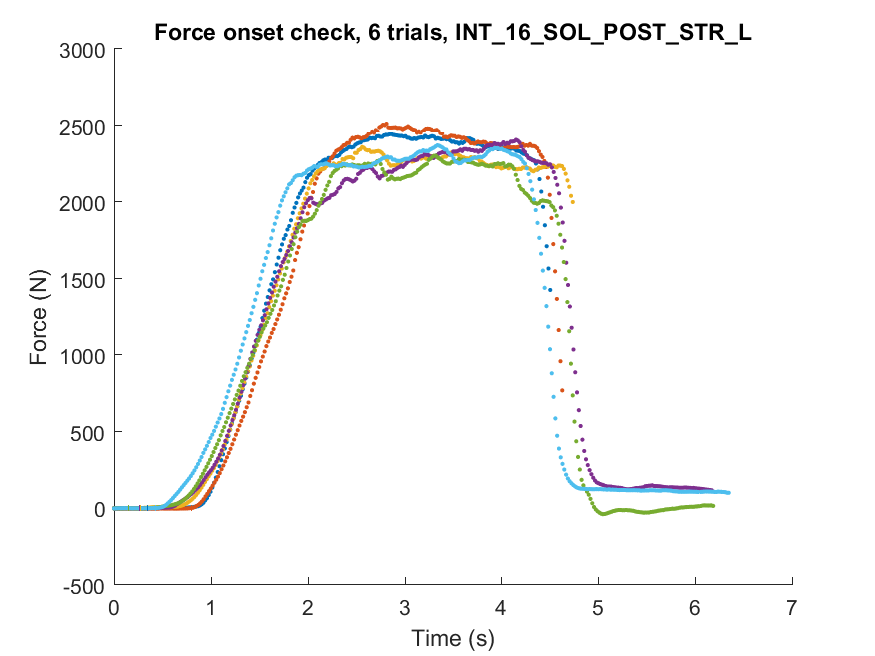 Force onset check, 6 trials, INT_16_SOL_POST_STR_L
3000
2500
2000
1500
1000
500
0
-500
Force (N)
0 1 2 3 4 5 6 7
Time (s)